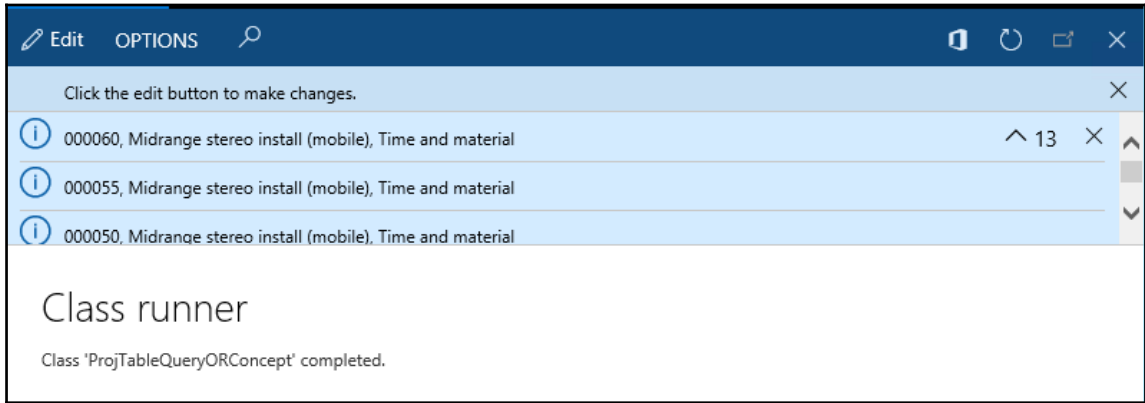 Edit OPTIONS
Click the edit button to make changes.
000060, Midrange stereo install (mobile), Time and material 13
000055, Midrange stereo install (mobile), Time and material
000050, Midrange stereo install (mobile), Time and material
Class runner
Class 'ProjTableQueryORConcept' completed.